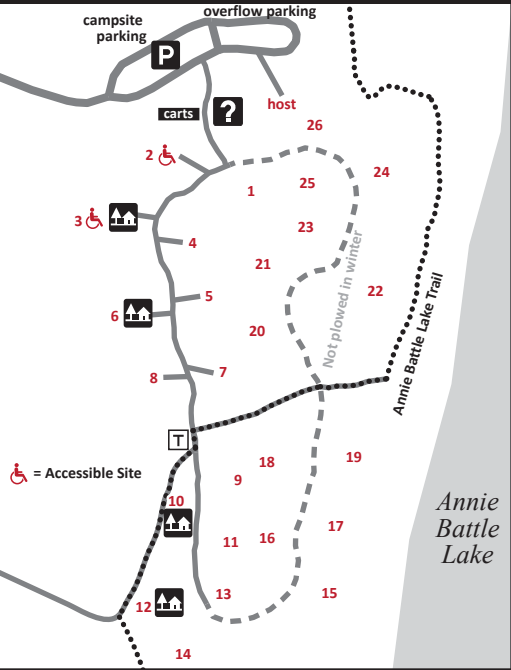 overflow parking
campsite
parking
P
host
carts
?
26
2
24
25
1
3
23
4
21
22
5
6
20
Not plowed in winter
Annie Battle Lake Trail
7
8
T
19
18
= Accessible Site
9
10
Annie
Battle
Lake
17
16
11
13
15
12
14